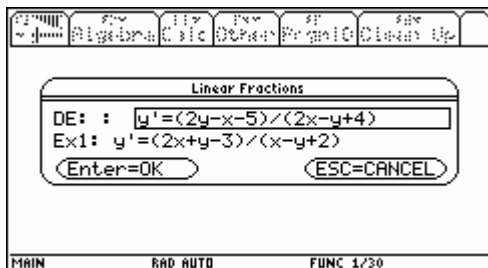 Algebra Calc Other PrgmIO Clean Up
Linear Fractions
DE: : y'=(2y-x-5)/(2x-y+4)
Ex1: y'=(2x+y-3)/(x-y+2)
Enter=OK ESC=CANCEL
MAIN RAD AUTO FUNC 1/30